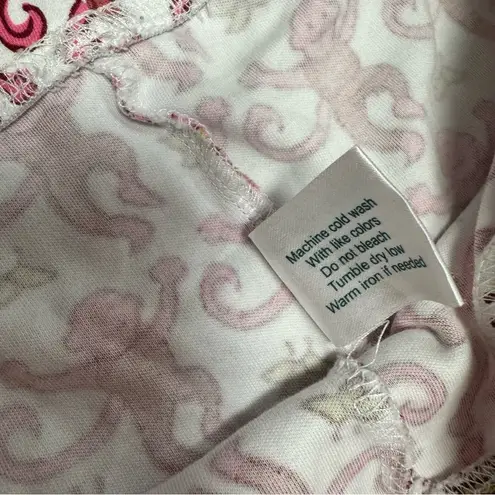 Machine cold wash
With like colors
Do not bleach
Tumble dry low
Warm iron if needed